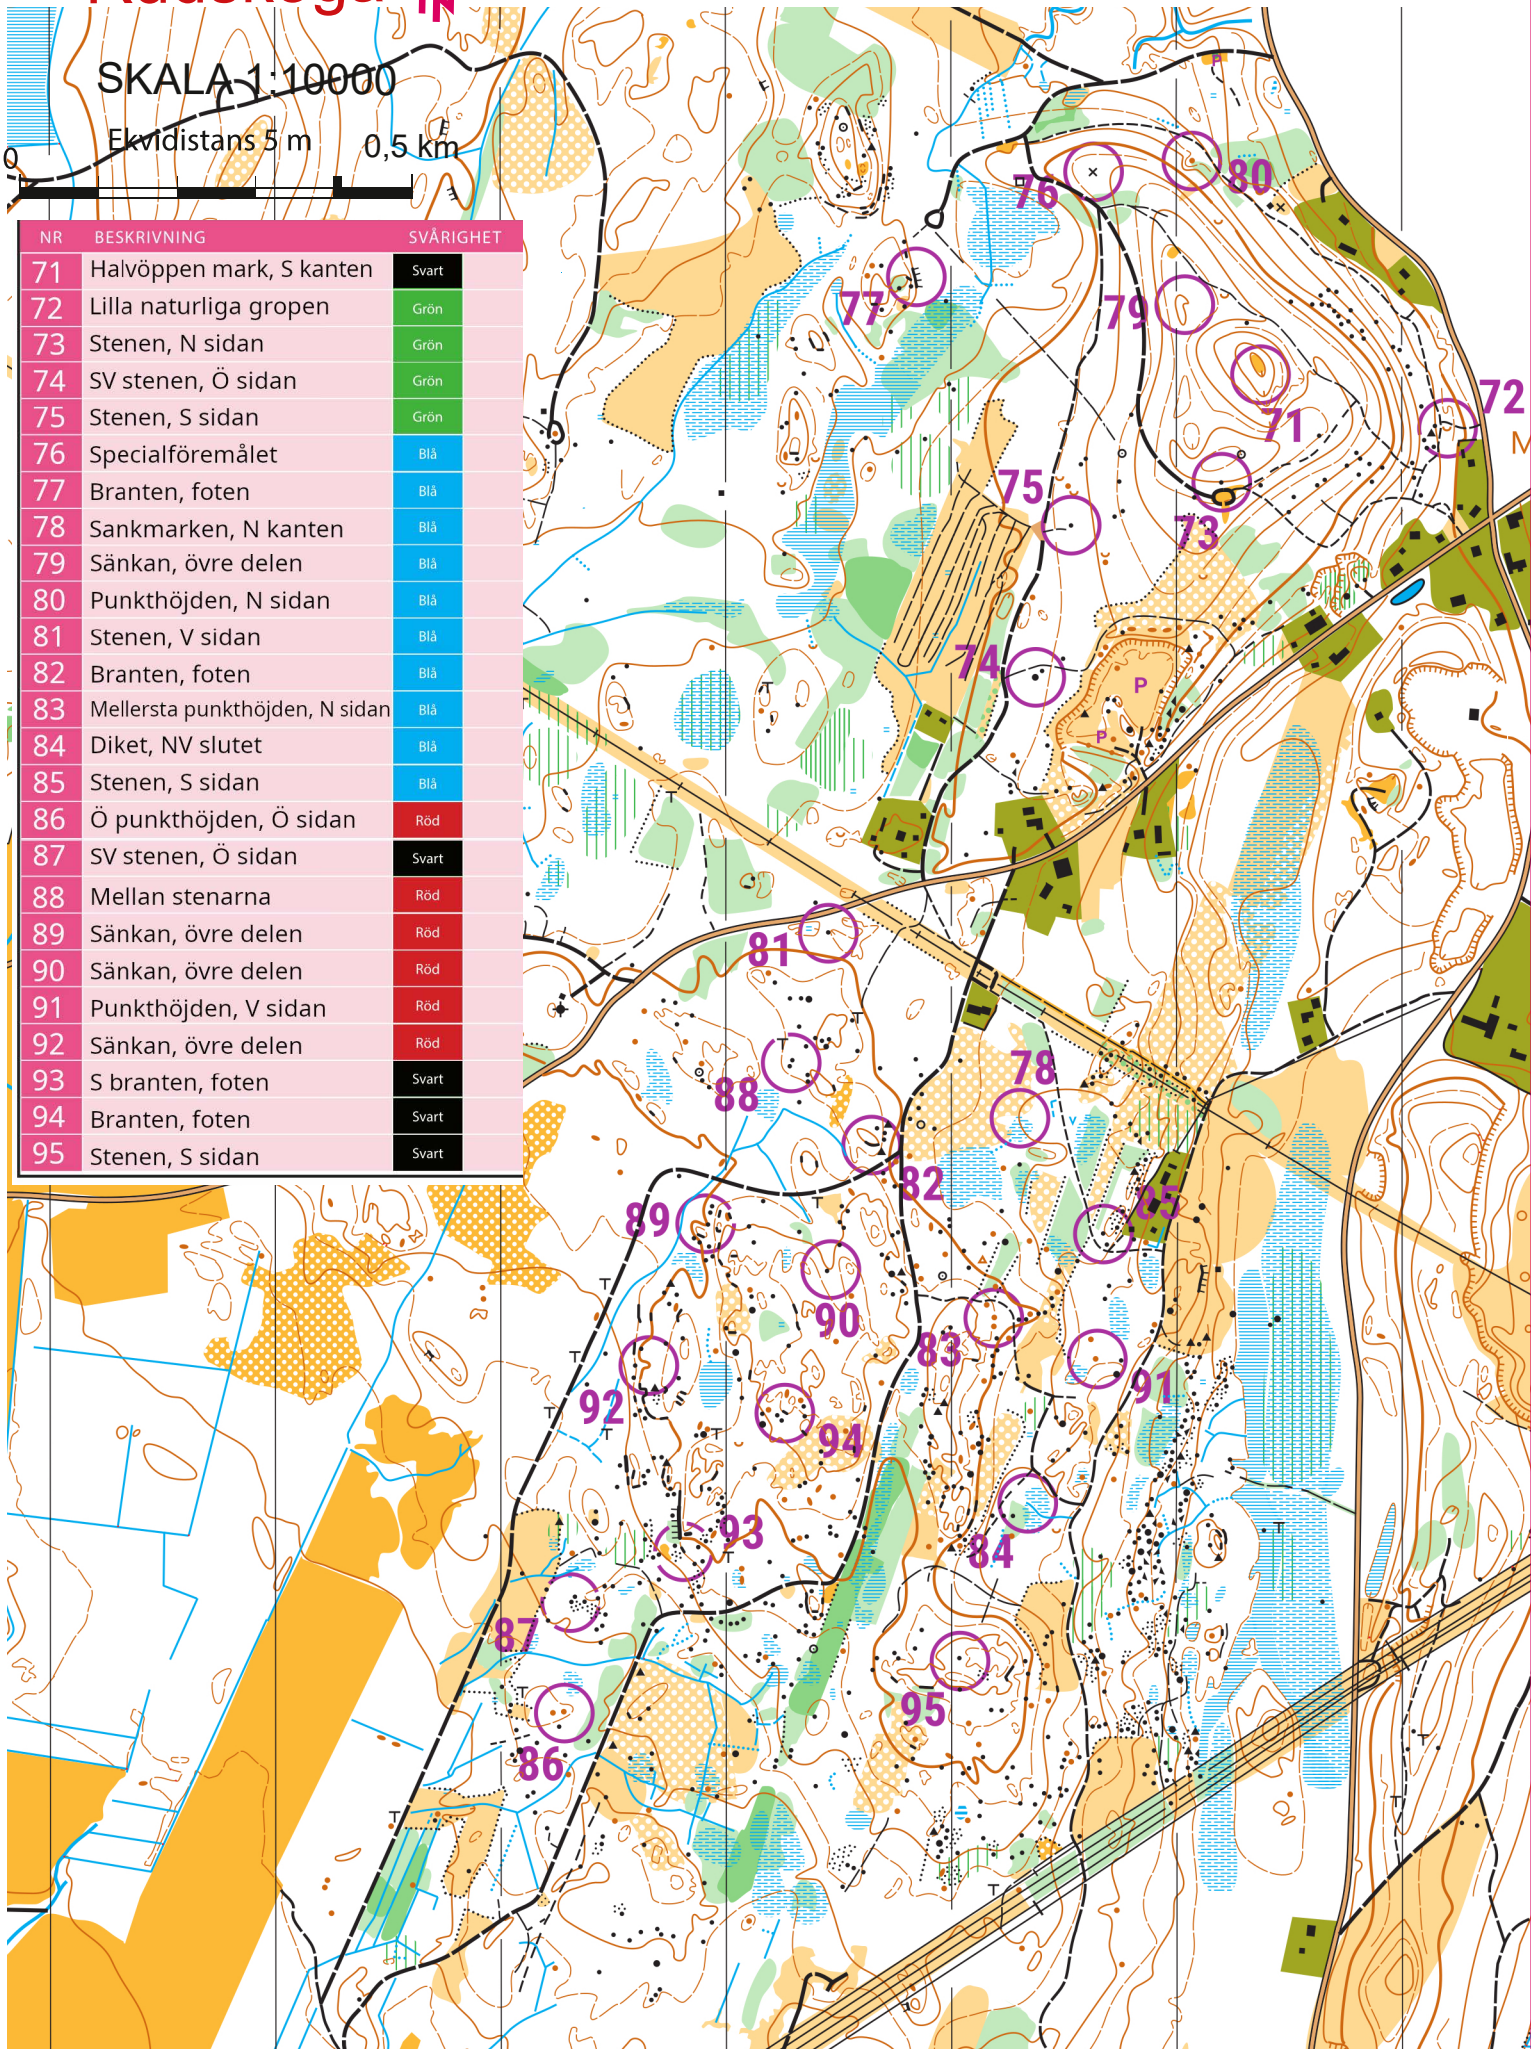 SKALA 1:10000
Ekvidistans 5 m
0,5 km
0
NR BESKRIVNING SVÅRIGHET
71 Halvöppen mark, S kanten Svart
72 Lilla naturliga gropen Grön
73 Stenen, N sidan Grön
74 SV stenen, Ö sidan Grön
75 Stenen, S sidan Grön
76 Specialföremålet Blå
77 Branten, foten Blå
78 Sankmarken, N kanten Blå
79 Sänkan, övre delen Blå
80 Punkthöjden, N sidan Blå
81 Stenen, V sidan Blå
82 Branten, foten Blå
83 Mellersta punkthöjden, N sidan Blå
84 Diket, NV slutet Blå
85 Stenen, S sidan Blå
86 Ö punkthöjden, Ö sidan Röd
87 SV stenen, Ö sidan Svart
88 Mellan stenarna Röd
89 Sänkan, övre delen Röd
90 Sänkan, övre delen Röd
91 Punkthöjden, V sidan Röd
92 Sänkan, övre delen Röd
93 S branten, foten Svart
94 Branten, foten Svart
95 Stenen, S sidan Svart
P
80
76
77
79
72
71
M
75
73
74
P
P
81
78
88
82
85
89
90
83
91
92
94
93
84
87
95
86